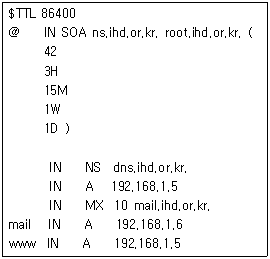 $TTL 86400
@ IN SOA ns.ihd.or.kr. root.ihd.or.kr. (
42
3H
15M
1W
1D )
IN NS dns.ihd.or.kr.
IN A 192.168.1.5
IN MX 10 mail.ihd.or.kr.
mail IN A 192.168.1.6
www IN A 192.168.1.5